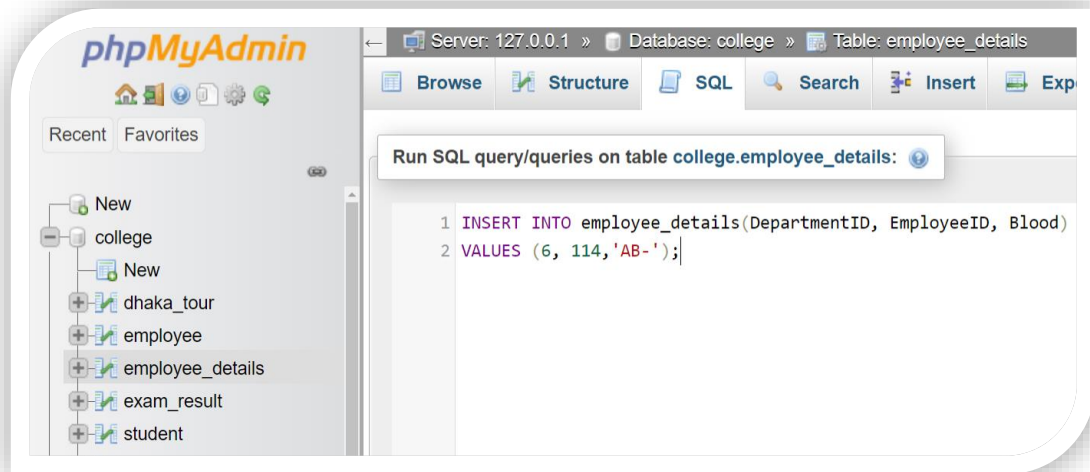 phpMyAdmin
Recent Favorites
New
college
New
dhaka_tour
employee
employee_details
exam_result
student
← Server: 127.0.0.1 » Database: college » Table: employee_details
Browse Structure SQL Search Insert Exp
Run SQL query/queries on table college.employee_details:
1 INSERT INTO employee_details(DepartmentID, EmployeeID, Blood)
2 VALUES (6, 114,'AB-');